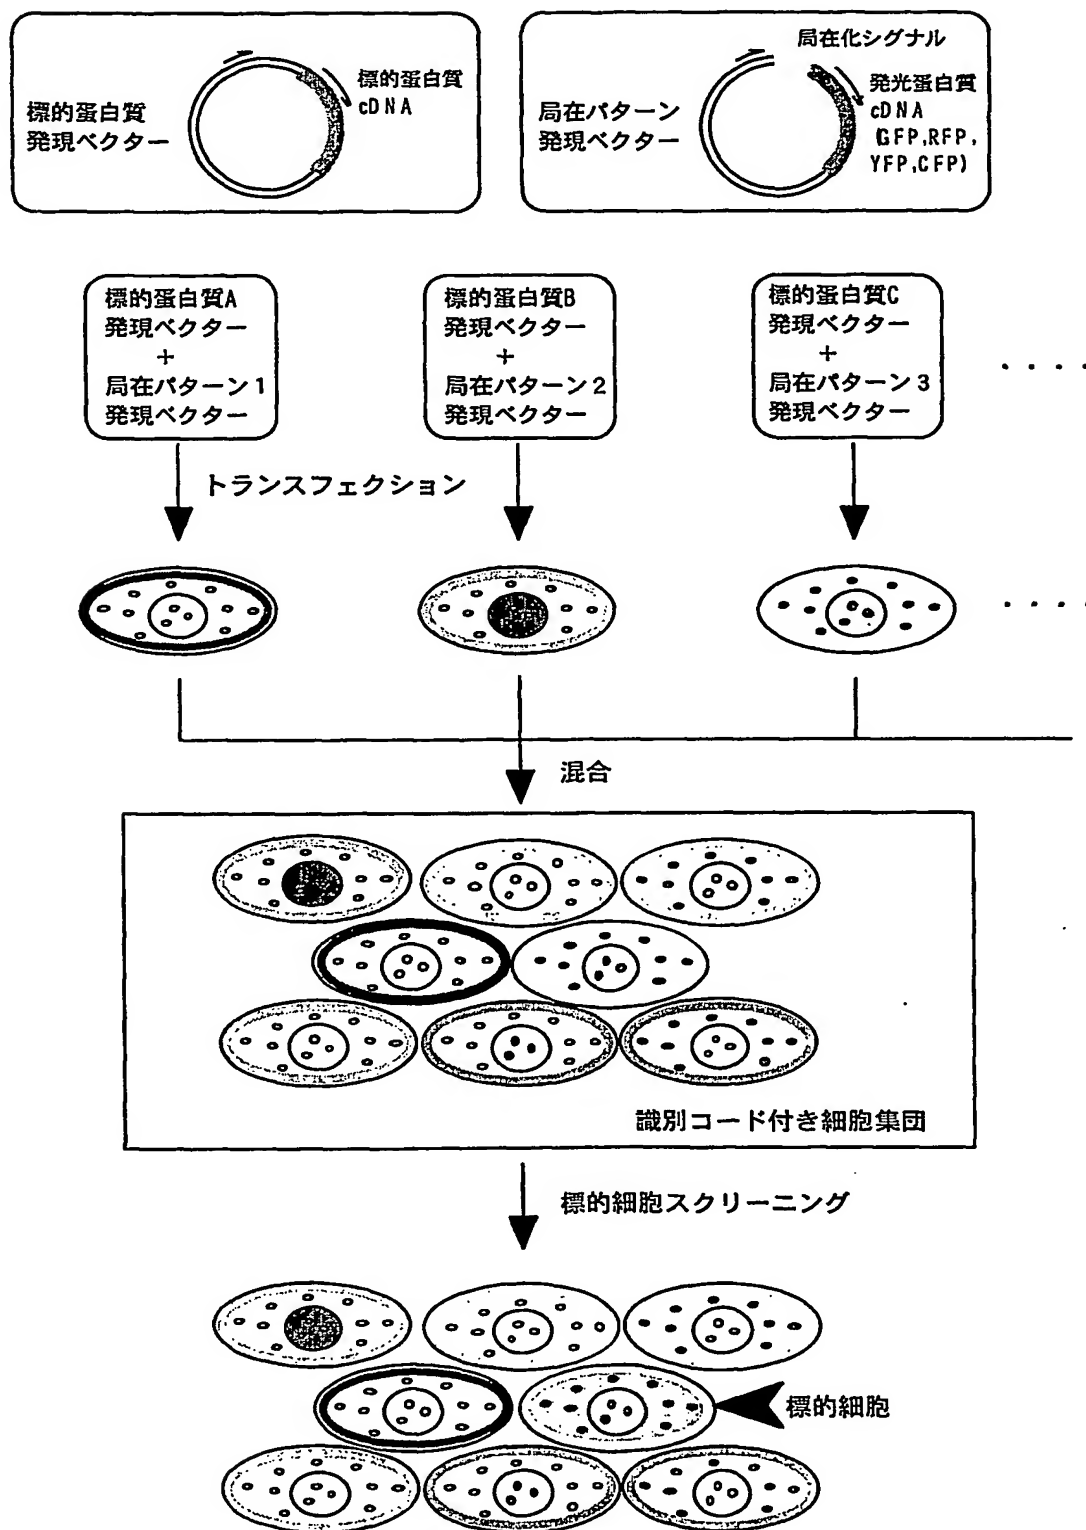 標的蛋白質
発現ベクター
標的蛋白質
cDNA
局在化シグナル
局在パターン
発現ベクター
発光蛋白質
cDNA
(GFP,RFP,
YFP,CFP)
標的蛋白質A
発現ベクター
+
局在パターン1
発現ベクター
標的蛋白質B
発現ベクター
+
局在パターン2
発現ベクター
標的蛋白質C
発現ベクター
+
局在パターン3
発現ベクター
・・・・
トランスフェクション
・・・・
混合
識別コード付き細胞集団
標的細胞スクリーニング
標的細胞